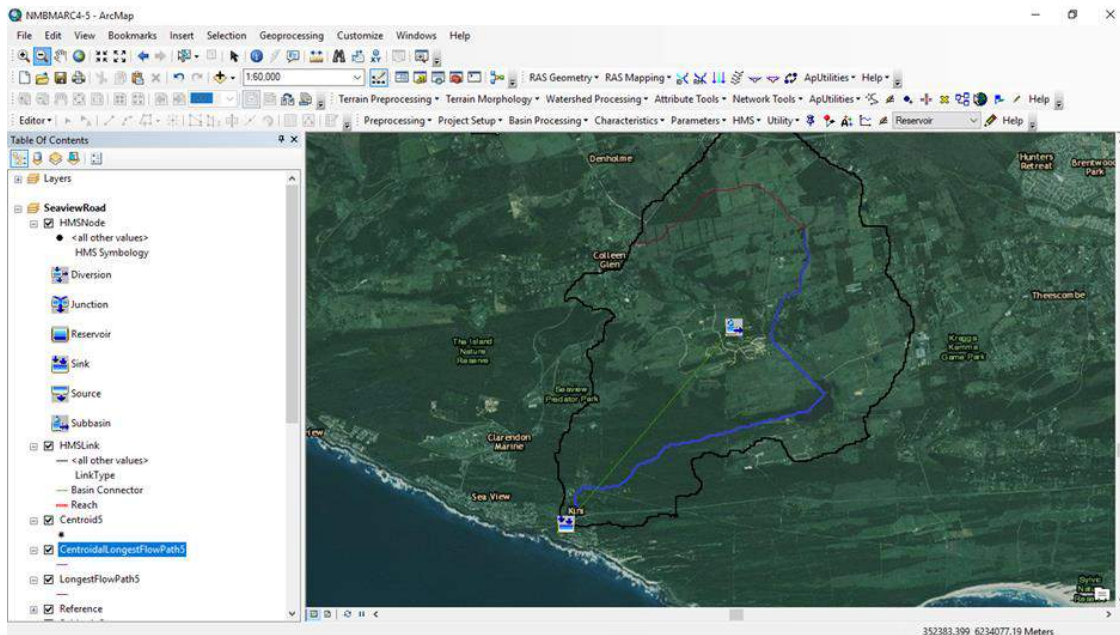 NMBMARC4-5 - ArcMap
File Edit View Bookmarks Insert Selection Geoprocessing Customize Windows Help
1:60,000 RAS Geometry RAS Mapping ApUtilities Help
Terrain Preprocessing Terrain Morphology Watershed Processing Attribute Tools Network Tools ApUtilities Help
Editor Preprocessing Project Setup Basin Processing Characteristics Parameters HMS Utility Reservoir Help
Table Of Contents
Layers
SeaviewRoad
HMSNode
<all other values>
HMS Symbology
Diversion
Junction
Reservoir
Sink
Source
Subbasin
HMSLink
<all other values>
LinkType
Basin Connector
Reach
Centroid5
CentroidalLongestFlowPath5
LongestFlowPath5
Reference
Denholme
Hunters
Retreat
Brentwood
Park
Colleen
Glen
Theescombe
The Island
Nature
Reserve
Kragga
Kamma
Game Park
Seaview
Predator Park
Clarendon
Marine
iew
Sea View
Kini
Sylvic
352383.399 6234077.19 Meters